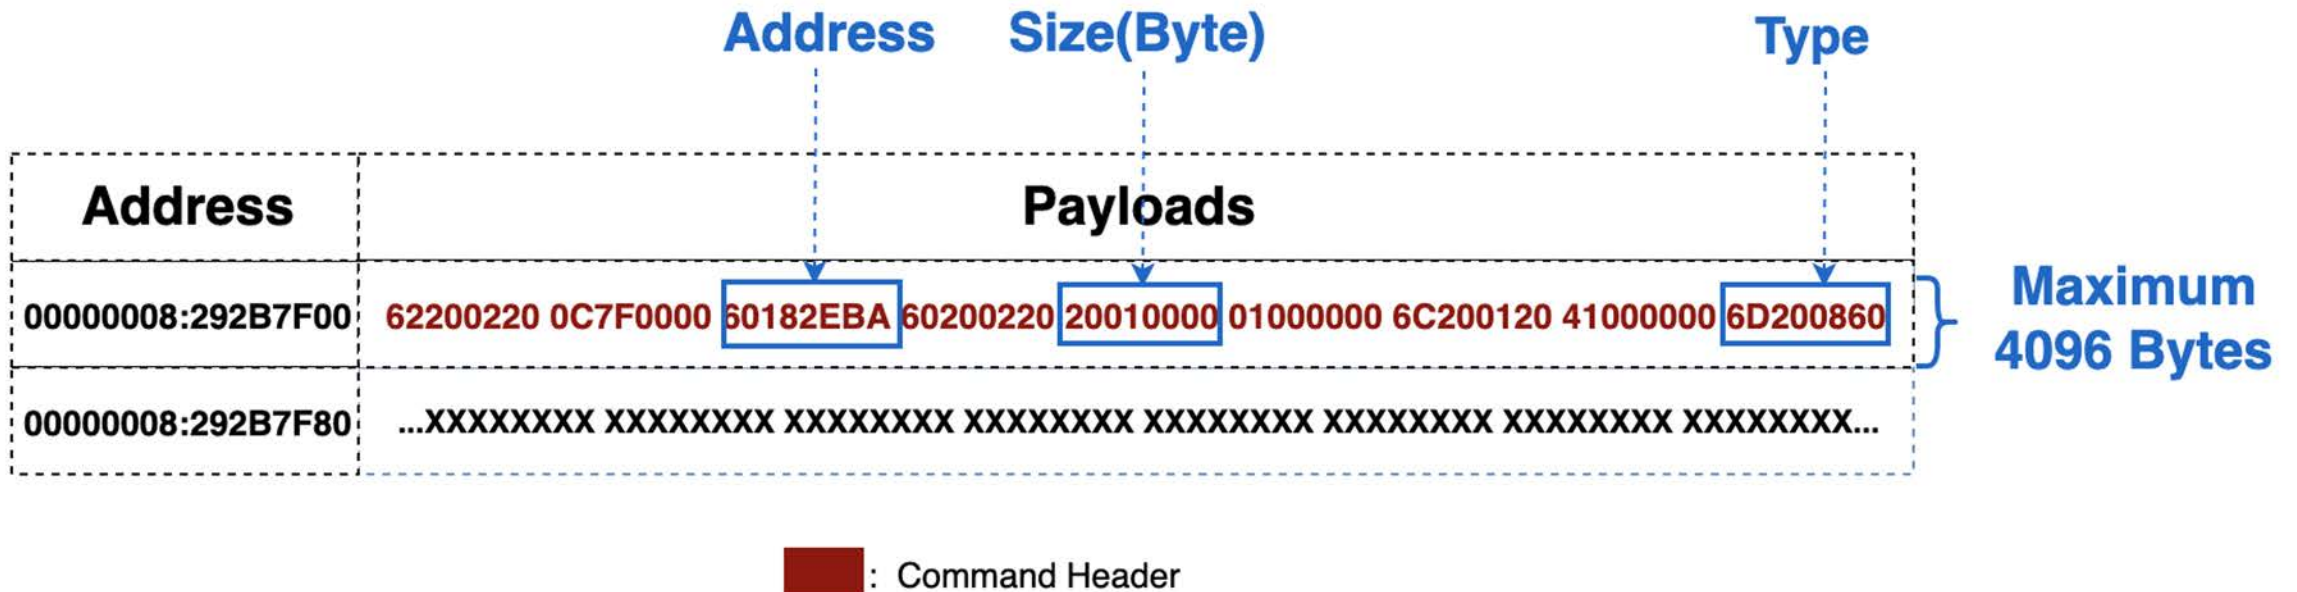 Address Size(Byte) Type
Address Payloads
00000008:292B7F00 62200220 0C7F0000 60182EBA 60200220 20010000 01000000 6C200120 41000000 6D200860
Maximum
4096 Bytes
00000008:292B7F80 ...XXXXXXXX XXXXXXXX XXXXXXXX XXXXXXXX XXXXXXXX XXXXXXXX XXXXXXXX XXXXXXXX...
: Command Header